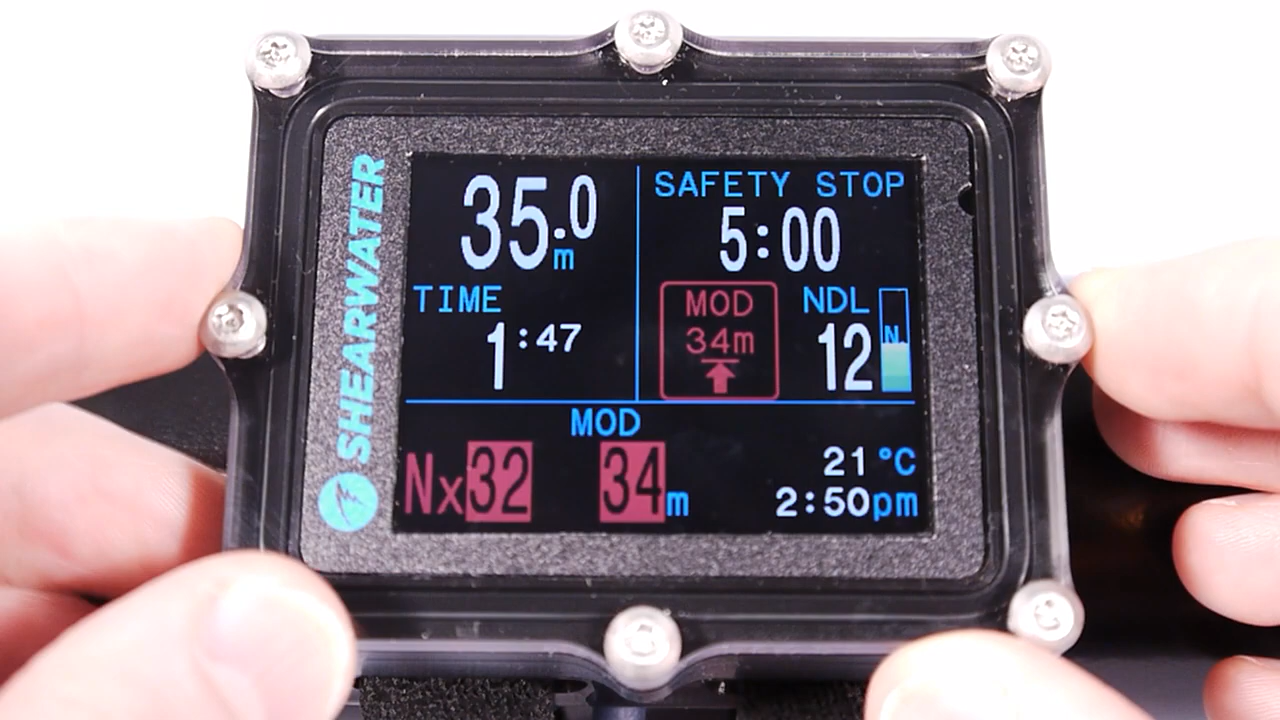 SHEARWATER
35.0
m
TIME
1:47
SAFETY STOP
5:00
MOD
34m
NDL
12
N₂
MOD
Nx32
34m
21 °C
2:50pm